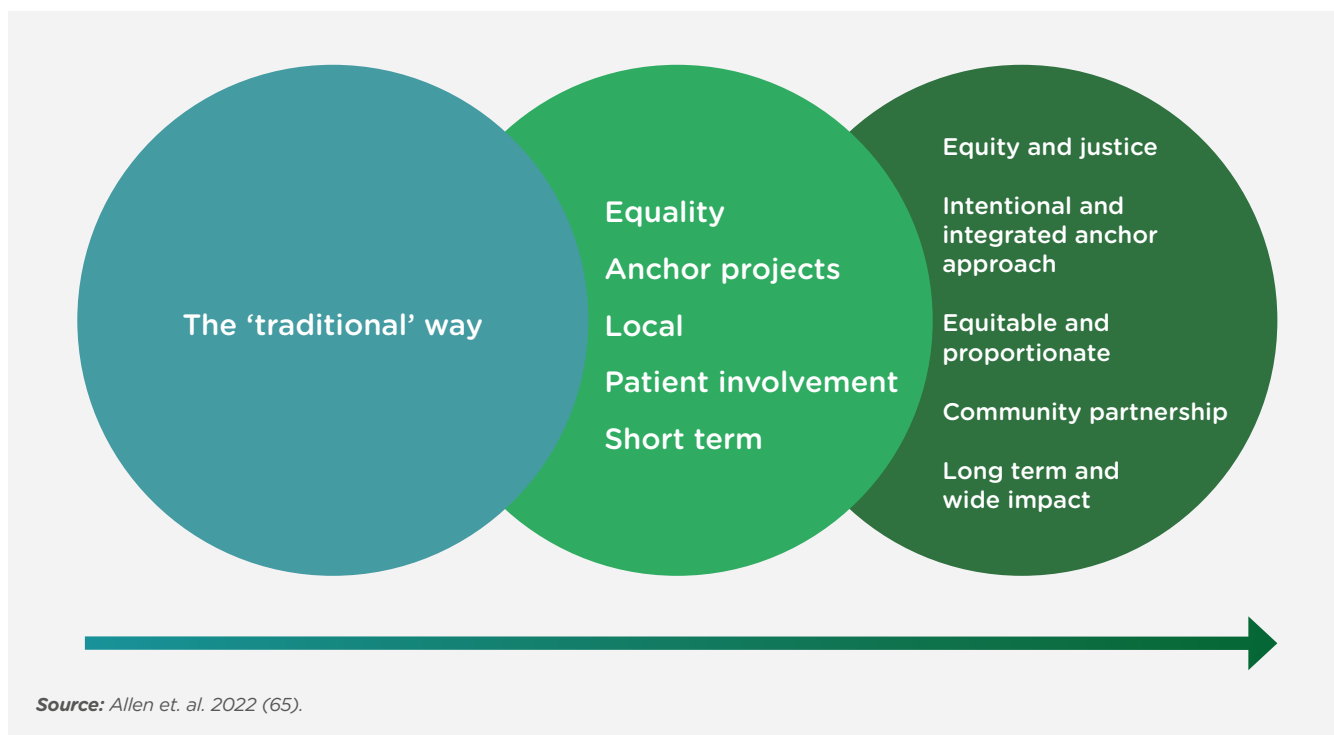 The ‘traditional’ way
Equality
Anchor projects
Local
Patient involvement
Short term
Equity and justice
Intentional and
integrated anchor
approach
Equitable and
proportionate
Community partnership
Long term and
wide impact
Source: Allen et. al. 2022 (65).